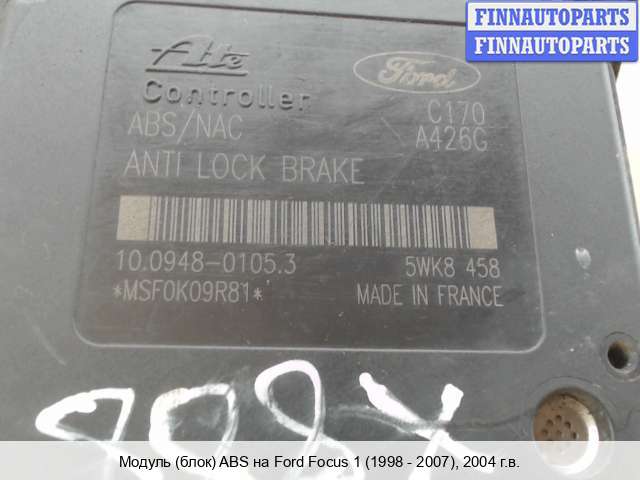 FINNAUTOPARTS
FINNAUTOPARTS
Ate
Ford
Controller
C170
ABS/NAC
A426G
ANTI LOCK BRAKE
10.0948-0105.3
5WK8 458
*MSF0K09R81*
MADE IN FRANCE
Модуль (блок) ABS на Ford Focus 1 (1998 - 2007), 2004 г.в.